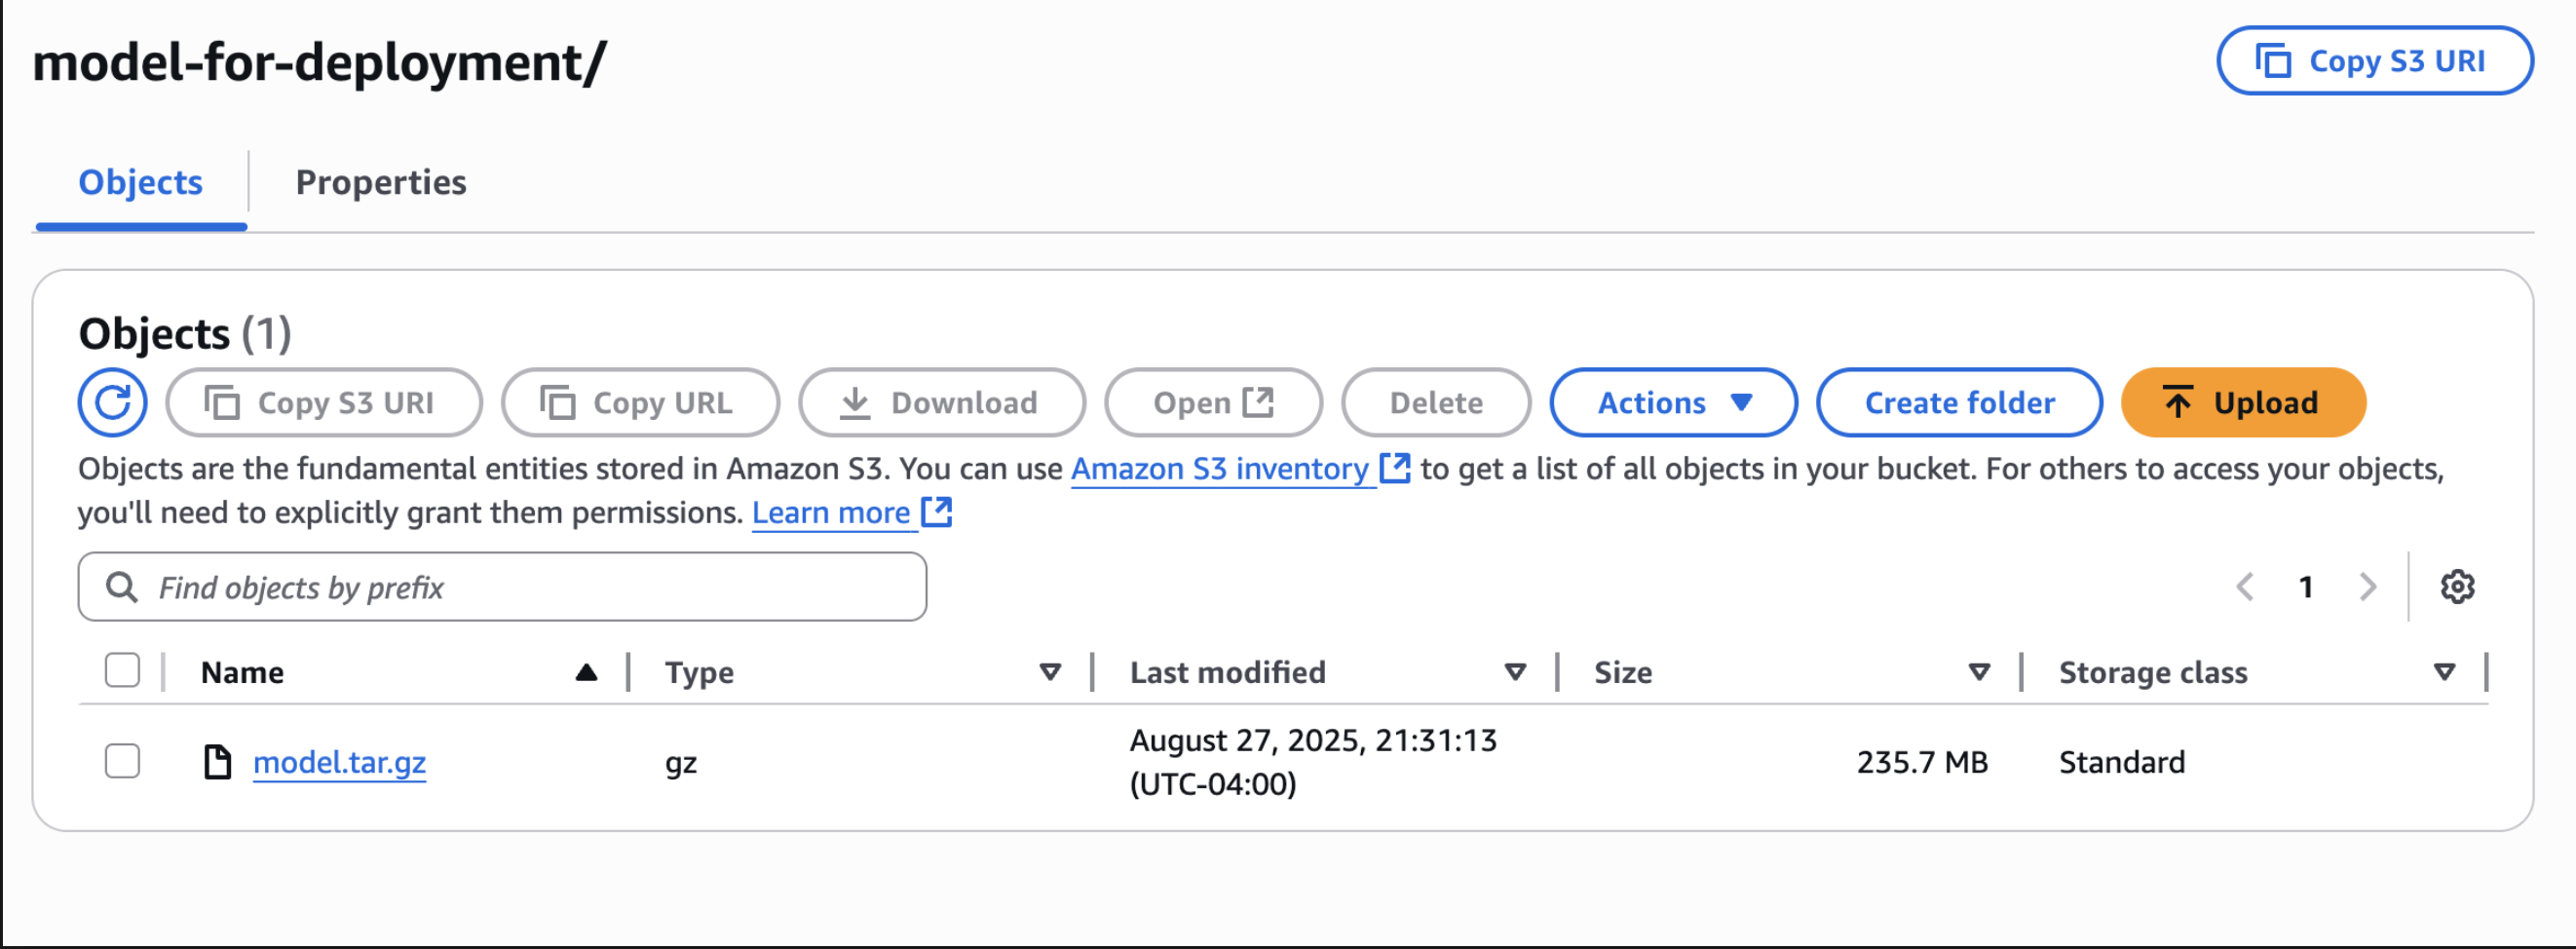 model-for-deployment/
Copy S3 URI
Objects
Properties
Objects (1)
Copy S3 URI
Copy URL
Download
Open
Delete
Actions
Create folder
Upload
Objects are the fundamental entities stored in Amazon S3. You can use Amazon S3 inventory to get a list of all objects in your bucket. For others to access your objects,
you'll need to explicitly grant them permissions. Learn more
Find objects by prefix
1
Name
Type
Last modified
Size
Storage class
model.tar.gz
gz
August 27, 2025, 21:31:13
(UTC-04:00)
235.7 MB
Standard